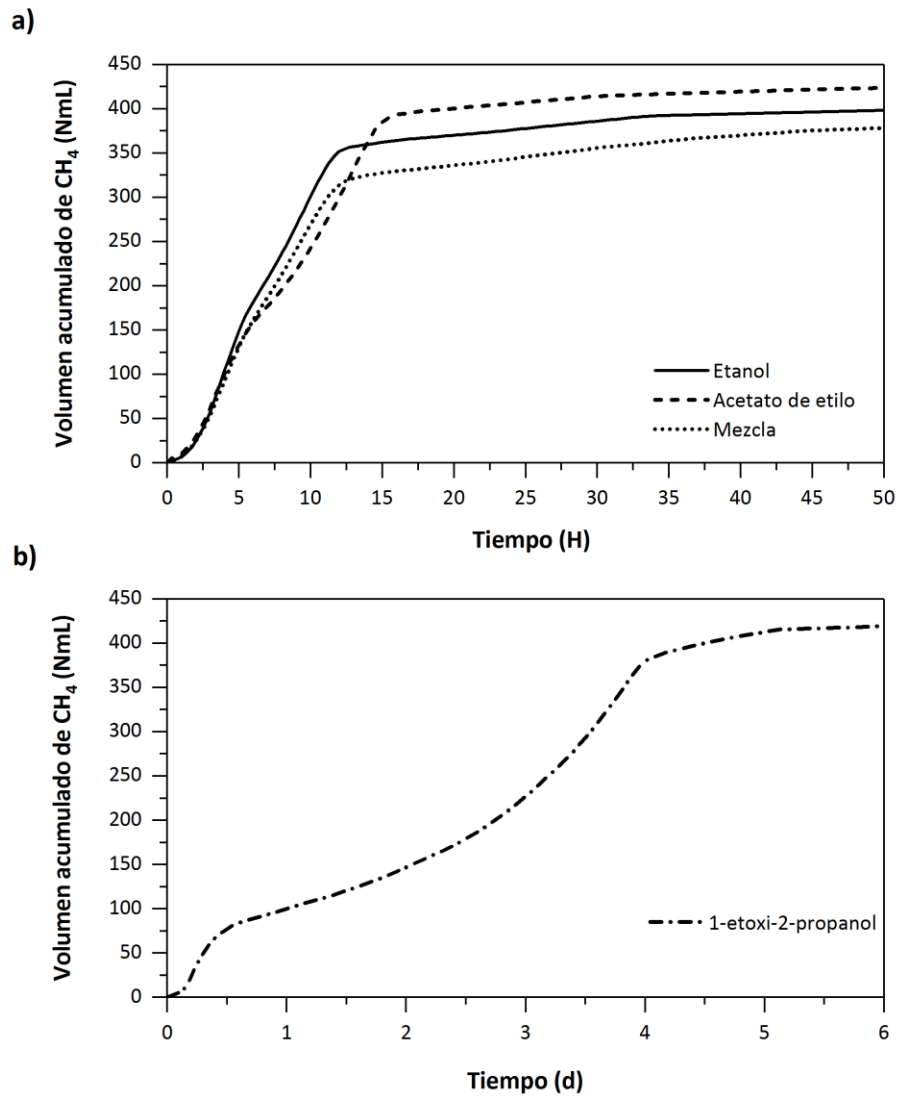 a)
Volumen acumulado de CH₄ (NmL)
450
400
350
300
250
200
150
100
50
0
Etanol
Acetato de etilo
Mezcla
0 5 10 15 20 25 30 35 40 45 50
Tiempo (H)
b)
Volumen acumulado de CH₄ (NmL)
450
400
350
300
250
200
150
100
50
0
1-etoxi-2-propanol
0 1 2 3 4 5 6
Tiempo (d)